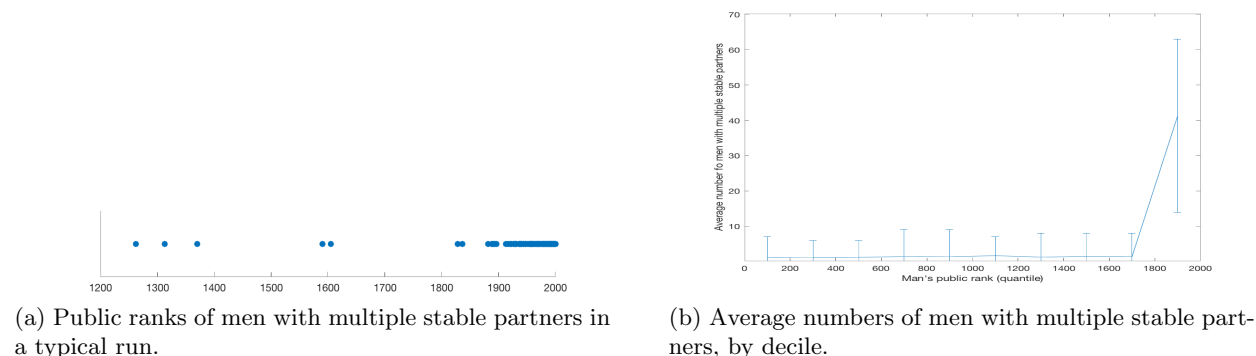 1200 1300 1400 1500 1600 1700 1800 1900 2000
(a) Public ranks of men with multiple stable partners in
a typical run.
Average number fo men with multiple stable partners
70
60
50
40
30
20
10
0 200 400 600 800 1000 1200 1400 1600 1800 2000
Man's public rank (quantile)
(b) Average numbers of men with multiple stable part-
ners, by decile.